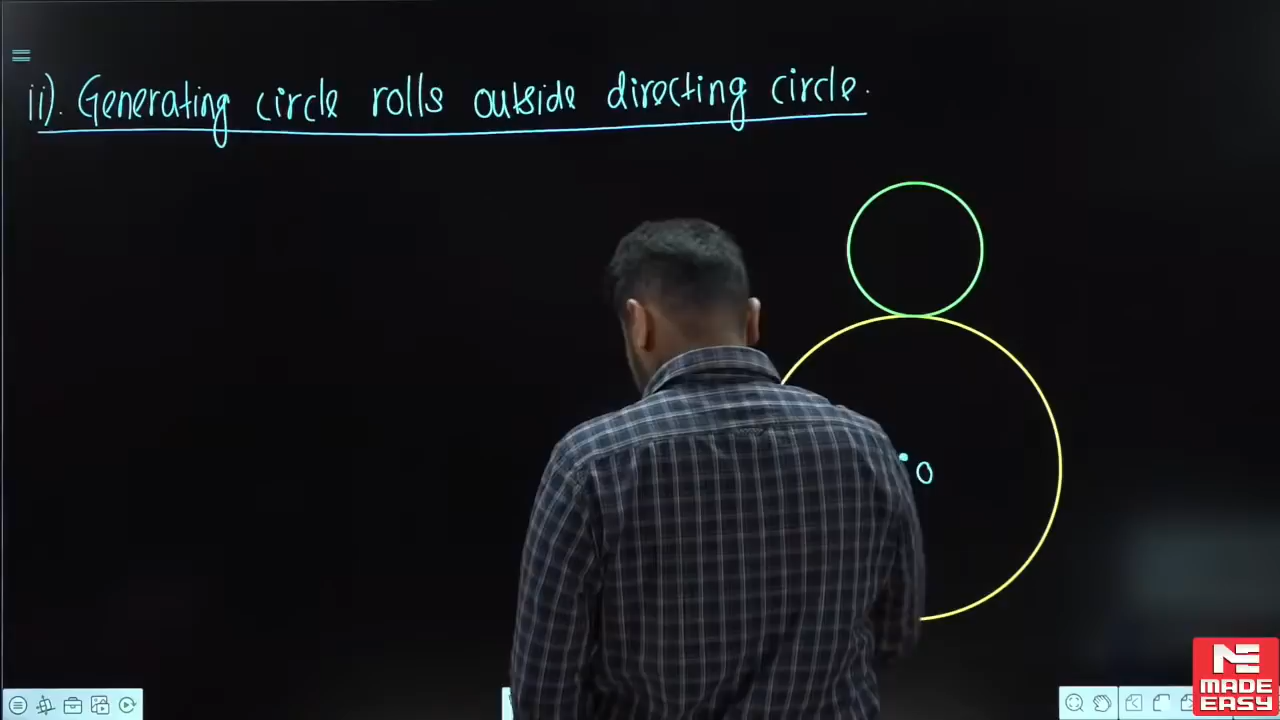 ii). Generating circle rolls outside directing circle.
O
MADE
EASY